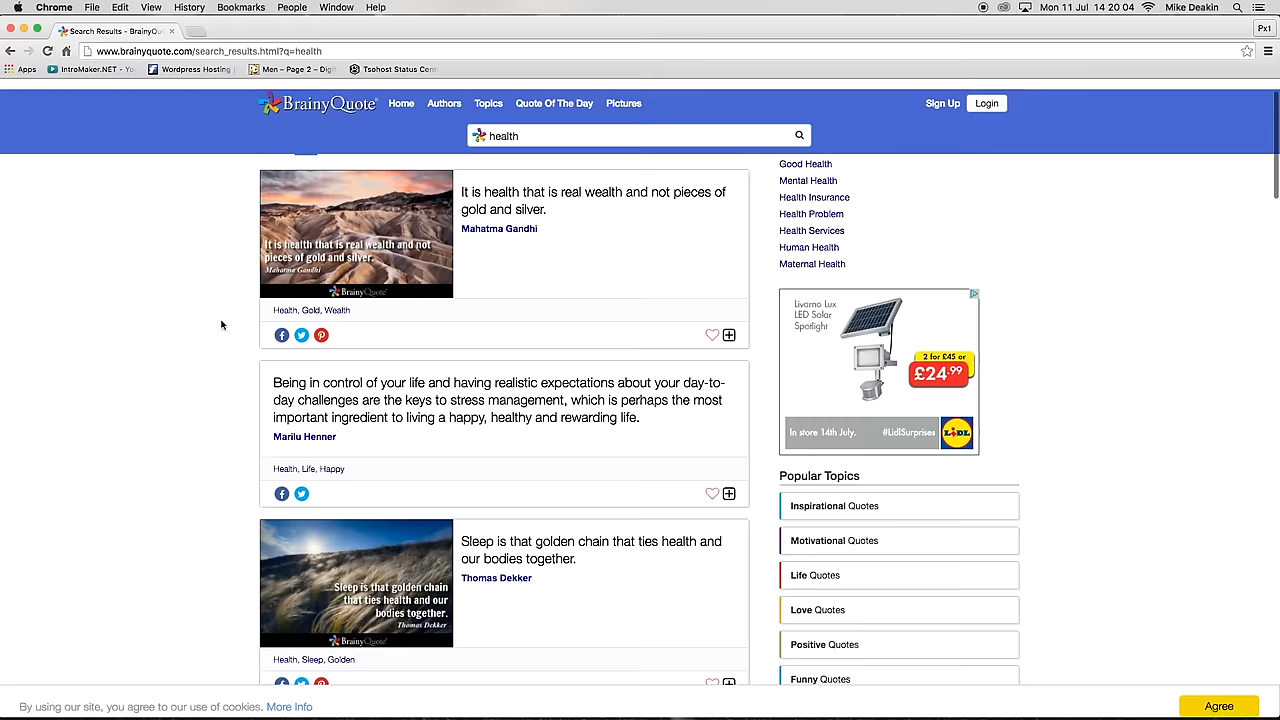 Chrome File Edit View History Bookmarks People Window Help Mon 11 Jul 14 20 04 Mike Deakin
Search Results - BrainyQuo
Px1
www.brainyquote.com/search_results.html?q=health
Apps IntroMaker.NET - Yo Wordpress Hosting Men – Page 2 – Digi Tsohost Status Cent
BrainyQuote Home Authors Topics Quote Of The Day Pictures Sign Up Login
health
It is health that is real wealth and not pieces of
gold and silver.
Mahatma Gandhi
It is health that is real wealth and not
pieces of gold and silver.
Mahatma Gandhi
BrainyQuote
Health, Gold, Wealth
Being in control of your life and having realistic expectations about your day-to-
day challenges are the keys to stress management, which is perhaps the most
important ingredient to living a happy, healthy and rewarding life.
Marilu Henner
Health, Life, Happy
Sleep is that golden chain that ties health and
our bodies together.
Thomas Dekker
Sleep is that golden chain
that ties health and our
bodies together.
Thomas Dekker
BrainyQuote
Health, Sleep, Golden
Good Health
Mental Health
Health Insurance
Health Problem
Health Services
Human Health
Maternal Health
Livarno Lux
LED Solar
Spotlight
2 for £45 or
£24.99
In store 14th July. #LidlSurprises LIDL
Popular Topics
Inspirational Quotes
Motivational Quotes
Life Quotes
Love Quotes
Positive Quotes
Funny Quotes
By using our site, you agree to our use of cookies. More Info Agree